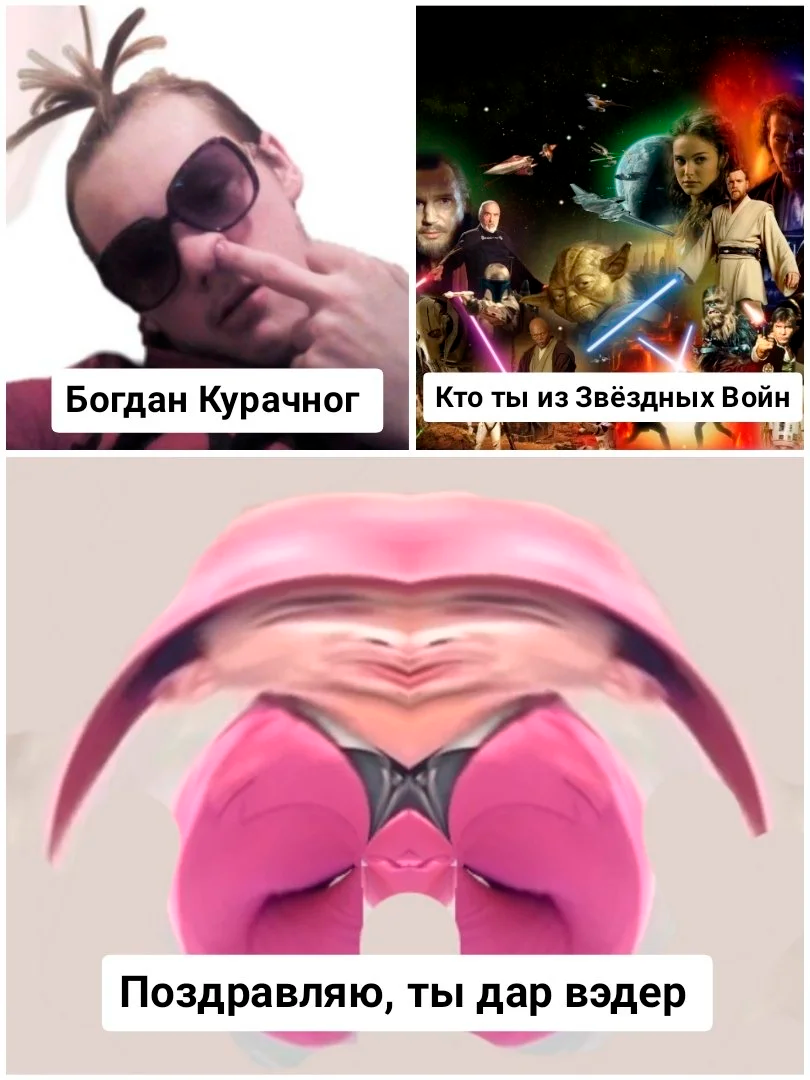 Богдан Курачног
Кто ты из Звёздных Войн
Поздравляю, ты дар вэдер